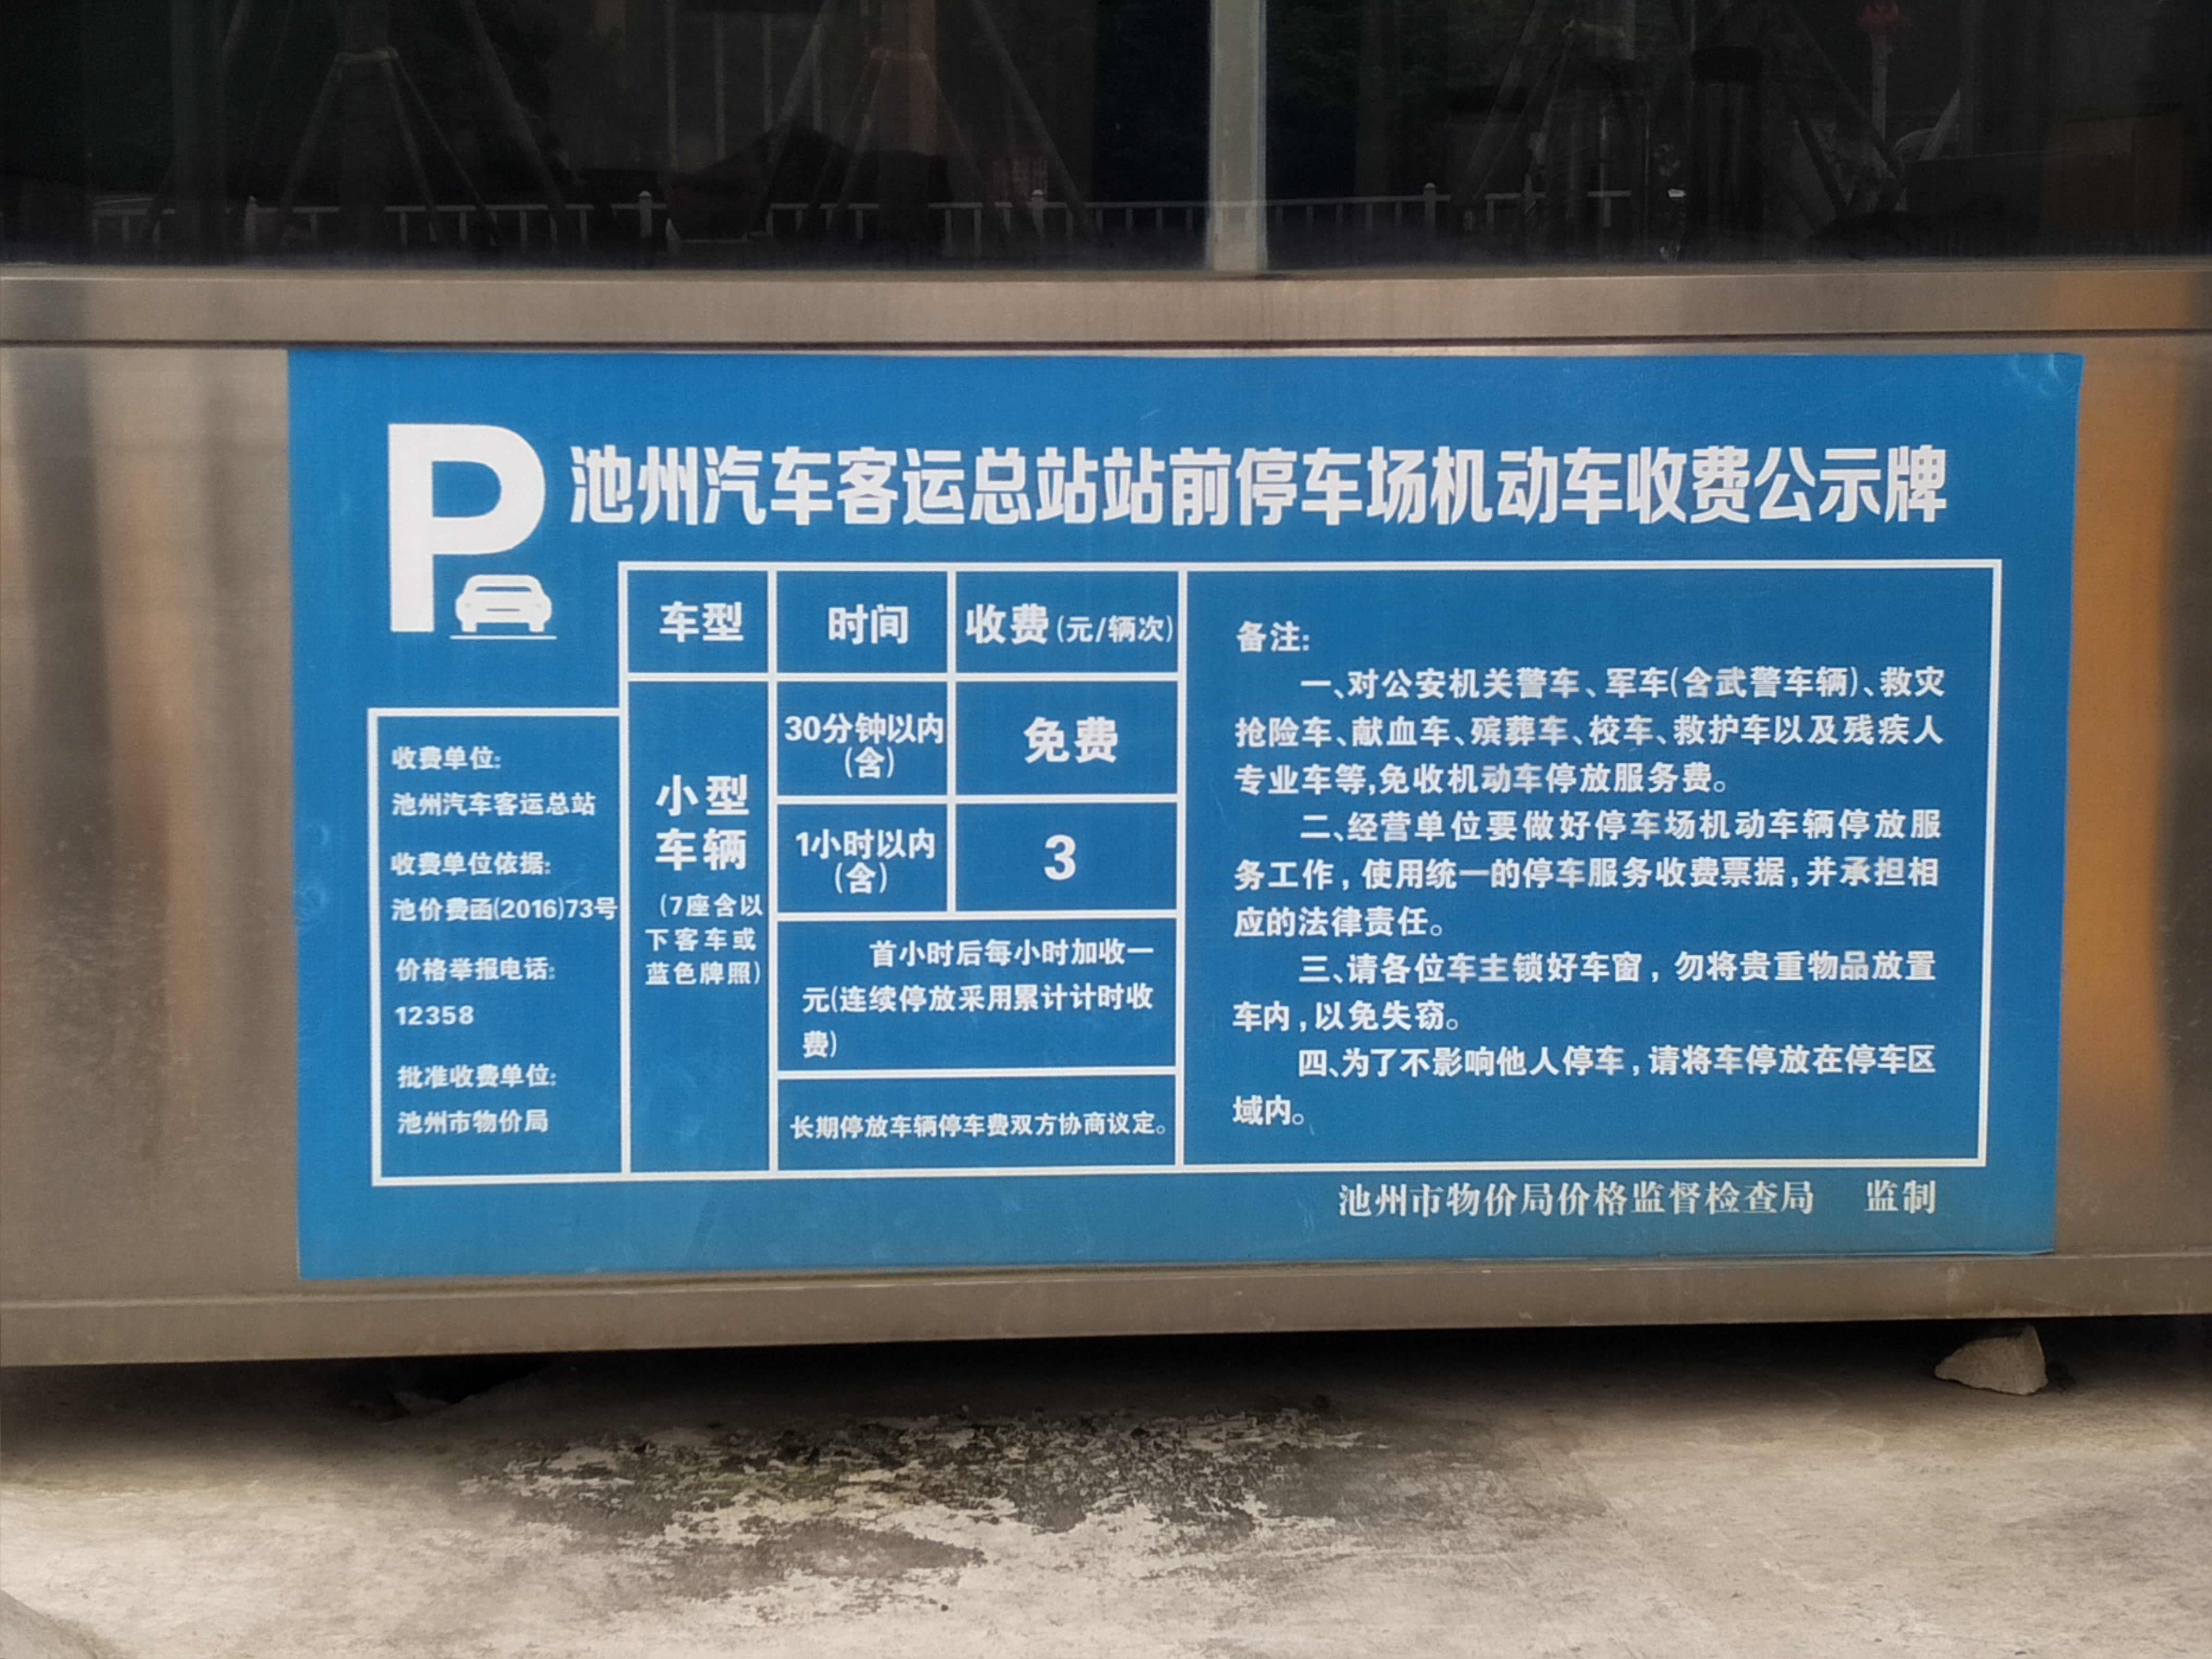 P
池州汽车客运总站站前停车场机动车收费公示牌
收费单位:
池州汽车客运总站
收费单位依据:
池价费函(2016)73号
价格举报电话:
12358
批准收费单位:
池州市物价局
车型
时间
收费(元/辆次)
小型
车辆
(7座含以
下客车或
蓝色牌照)
30分钟以内
(含)
免费
1小时以内
(含)
3
首小时后每小时加收一
元(连续停放采用累计计时收
费)
长期停放车辆停车费双方协商议定。
备注:
一、对公安机关警车、军车(含武警车辆)、救灾
抢险车、献血车、殡葬车、校车、救护车以及残疾人
专业车等,免收机动车停放服务费。
二、经营单位要做好停车场机动车辆停放服
务工作,使用统一的停车服务收费票据,并承担相
应的法律责任。
三、请各位车主锁好车窗,勿将贵重物品放置
车内,以免失窃。
四、为了不影响他人停车,请将车停放在停车区
域内。
池州市物价局价格监督检查局 监制